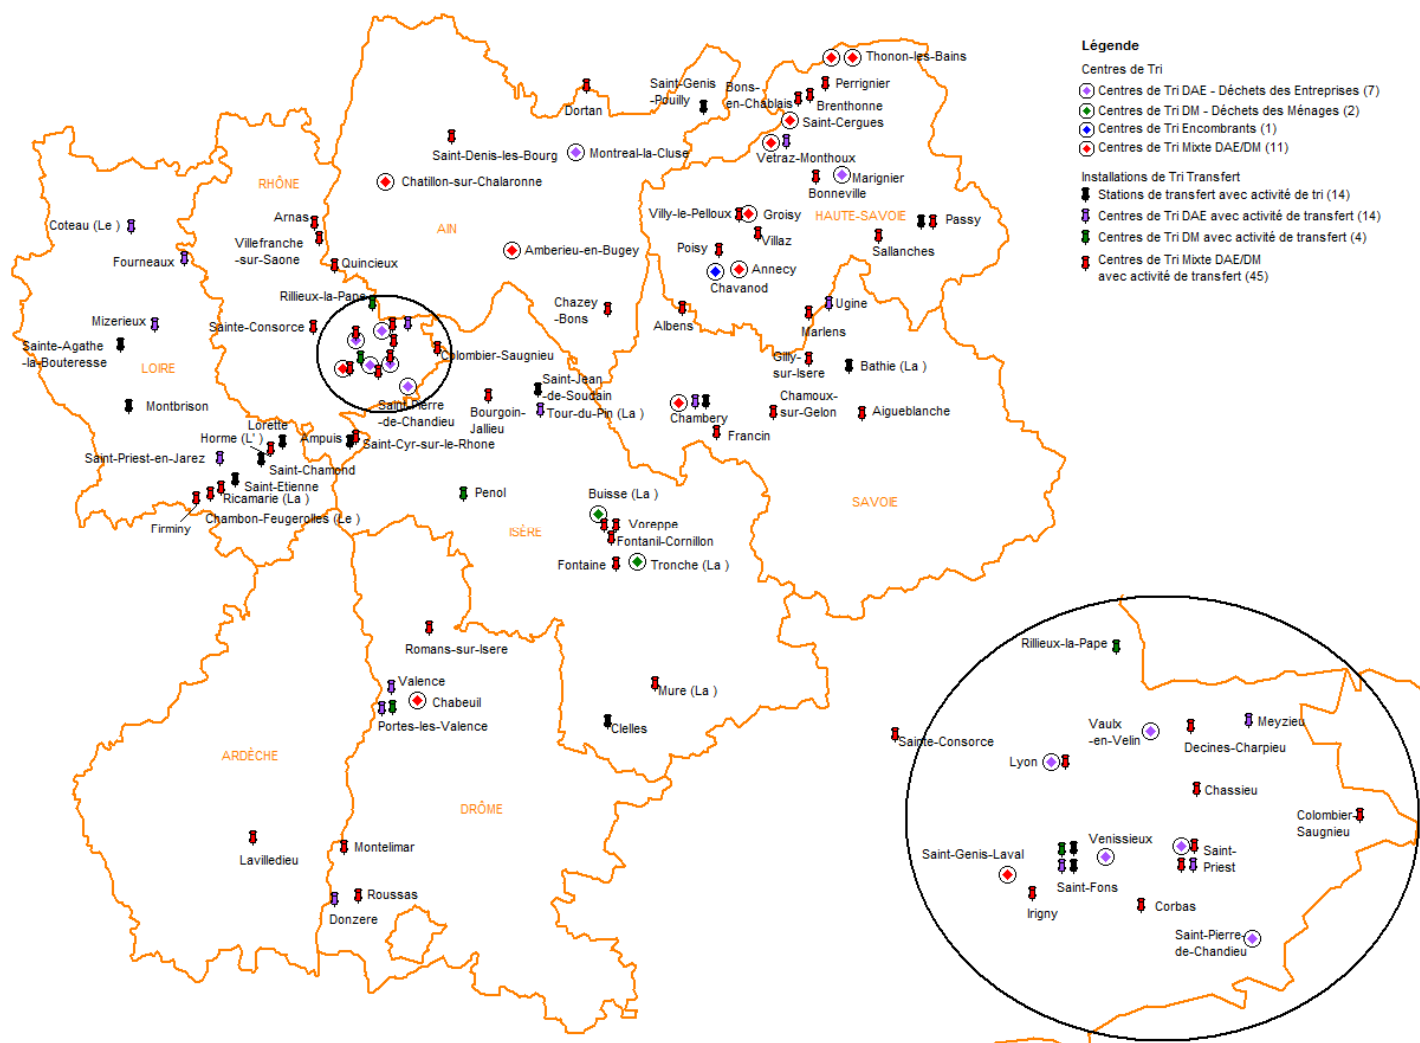 Thonon-les-Bains
Saint-Genis
-Pouilly
Bons-
en-Chablais
Perrignier
Brenthonne
Saint-Cergues
Dortan
Saint-Denis-les-Bourg
Montreal-la-Cluse
Vetraz-Monthoux
Marignier
Bonneville
Chatillon-sur-Chalaronne
RHÔNE
Arnas
Villefranche
-sur-Saone
AIN
Coteau (Le )
Fourneaux
Quincieux
Amberieu-en-Bugey
Villy-le-Pelloux
Groisy
HAUTE-SAVOIE
Passy
Villaz
Sallanches
Poisy
Annecy
Chavanod
Rillieux-la-Pape
Mizerieux
Sainte-Consorce
Chazey
-Bons
Albens
Ugine
Marlens
Sainte-Agathe
-la-Bouteresse
LOIRE
Colombier-Saugnieu
Gilly-
sur-Isere
Bathie (La )
Montbrison
Saint-Pierre
-de-Chandieu
Bourgoin-
Jallieu
Saint-Jean
-de-Soudain
Tour-du-Pin (La )
Chambery
Chamoux-
sur-Gelon
Aigueblanche
Francin
Lorette
Horme (L' )
Ampuis
Saint-Cyr-sur-le-Rhone
Saint-Priest-en-Jarez
Saint-Chamond
Saint-Etienne
Ricamarie (La )
Firminy
Chambon-Feugerolles (Le )
Penol
ISÈRE
SAVOIE
Buisse (La )
Voreppe
Fontanil-Cornillon
Fontaine
Tronche (La )
Romans-sur-Isere
Valence
Chabeuil
Portes-les-Valence
Mure (La )
Clelles
ARDÈCHE
DRÔME
Lavilledieu
Montelimar
Roussas
Donzere
Légende
Centres de Tri
Centres de Tri DAE - Déchets des Entreprises (7)
Centres de Tri DM - Déchets des Ménages (2)
Centres de Tri Encombrants (1)
Centres de Tri Mixte DAE/DM (11)
Installations de Tri Transfert
Stations de transfert avec activité de tri (14)
Centres de Tri DAE avec activité de transfert (14)
Centres de Tri DM avec activité de transfert (4)
Centres de Tri Mixte DAE/DM
avec activité de transfert (45)
Rillieux-la-Pape
Sainte-Consorce
Vaulx
-en-Velin
Meyzieu
Decines-Charpieu
Lyon
Chassieu
Colombier-
Saugnieu
Venissieux
Saint-
Priest
Saint-Genis-Laval
Saint-Fons
Irigny
Corbas
Saint-Pierre-
de-Chandieu